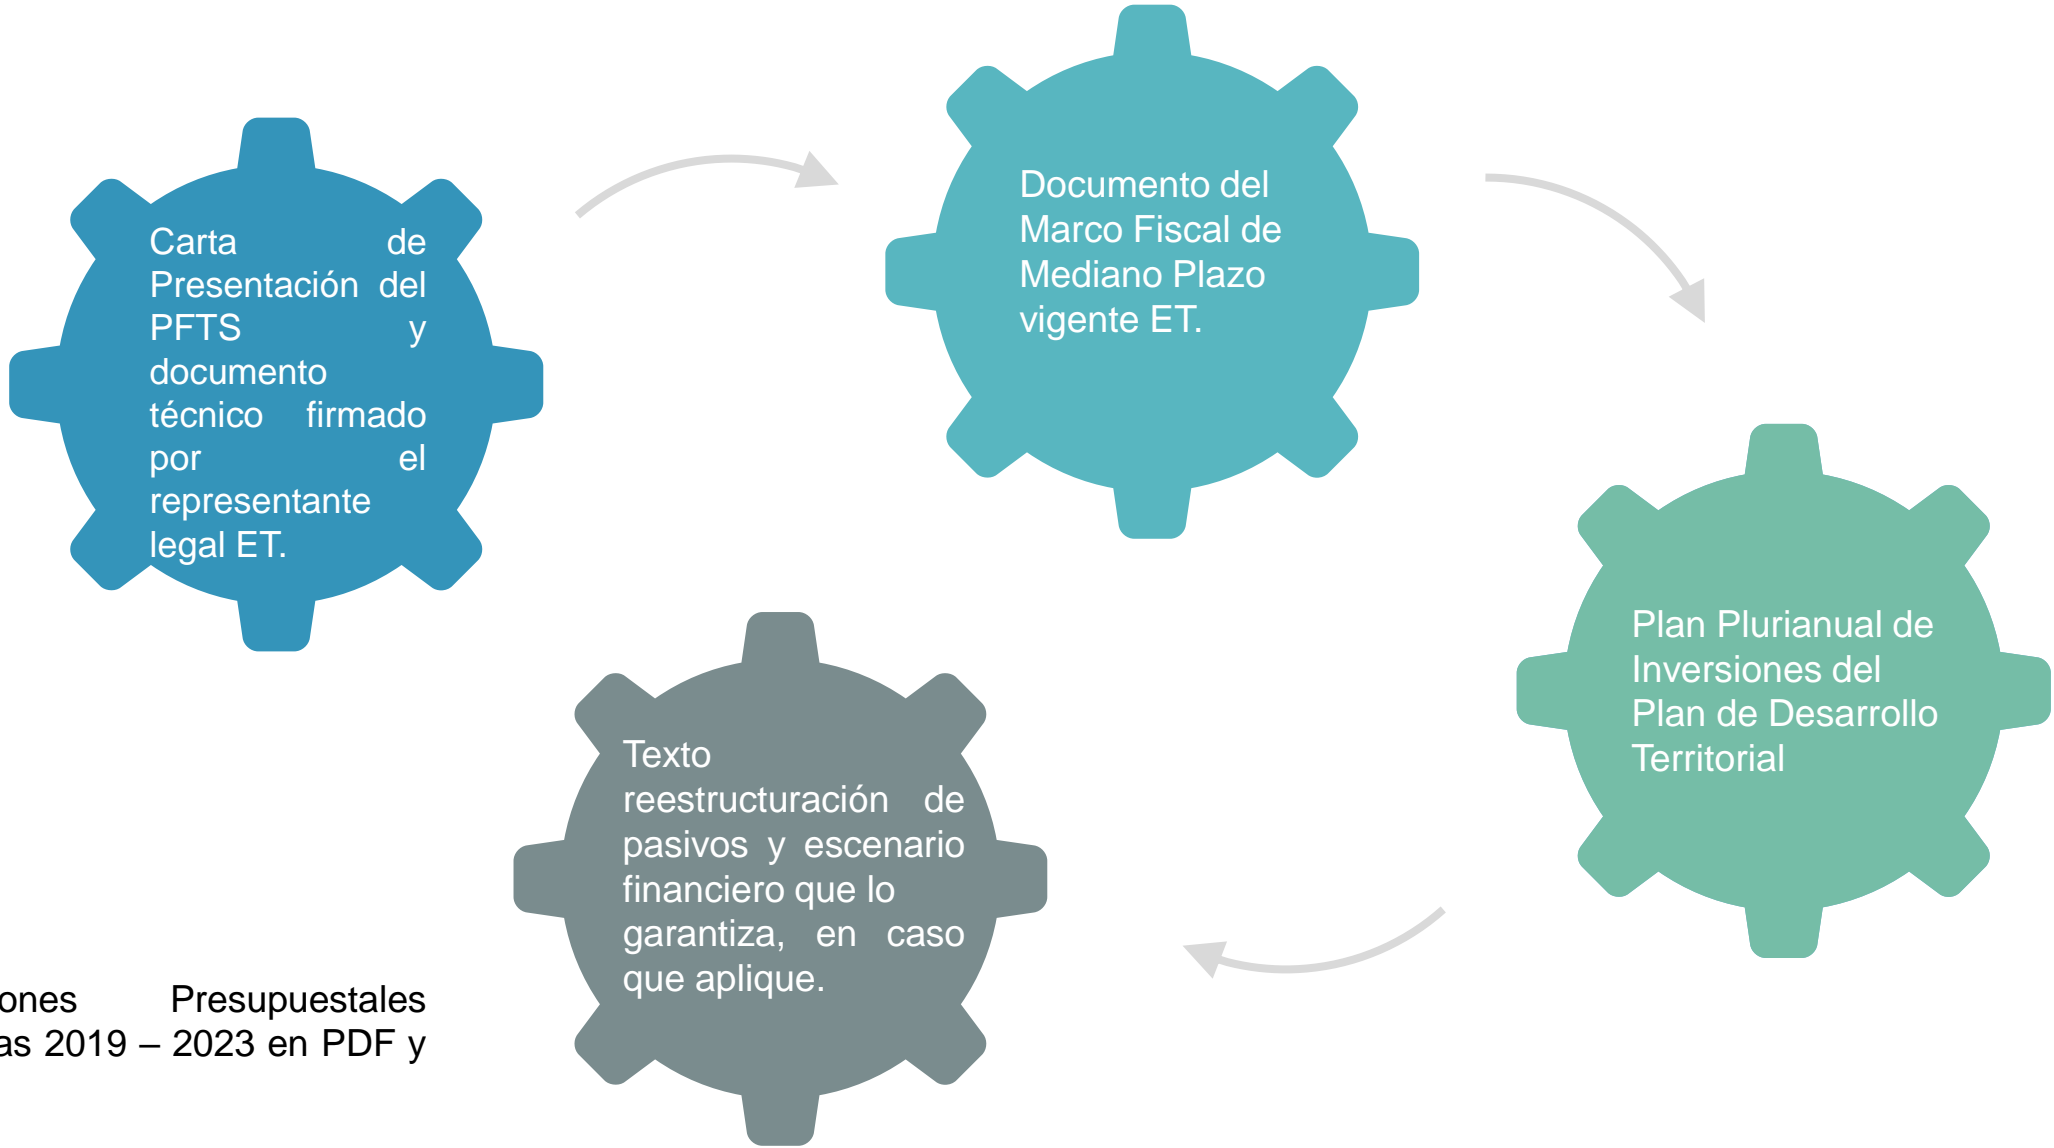 Carta de
Presentación del
PFTS y
documento
técnico firmado
por el
representante
legal ET.
Documento del
Marco Fiscal de
Mediano Plazo
vigente ET.
Plan Plurianual de
Inversiones del
Plan de Desarrollo
Territorial
Texto
reestructuración de
pasivos y escenario
financiero que lo
garantiza, en caso
que aplique.
Presupuestales
2019 – 2023 en PDF y